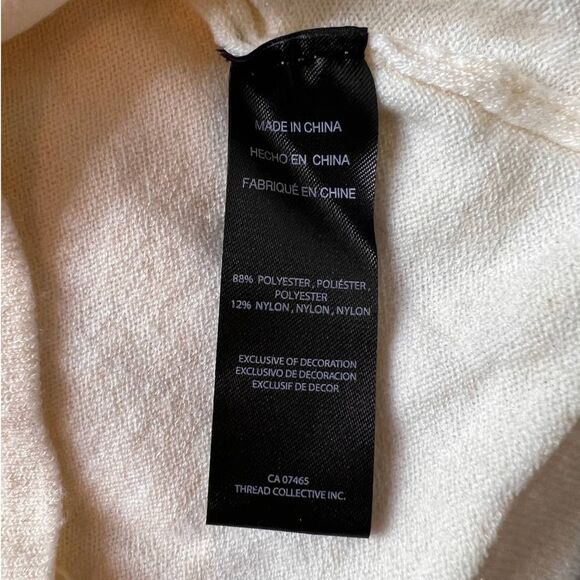 MADE IN CHINA
HECHO EN CHINA
FABRIQUÉ EN CHINE
88% POLYESTER, POLIÉSTER,
POLYESTER
12% NYLON, NYLON, NYLON
EXCLUSIVE OF DECORATION
EXCLUSIVO DE DECORACION
EXCLUSIF DE DECOR
CA 07465
THREAD COLLECTIVE INC.